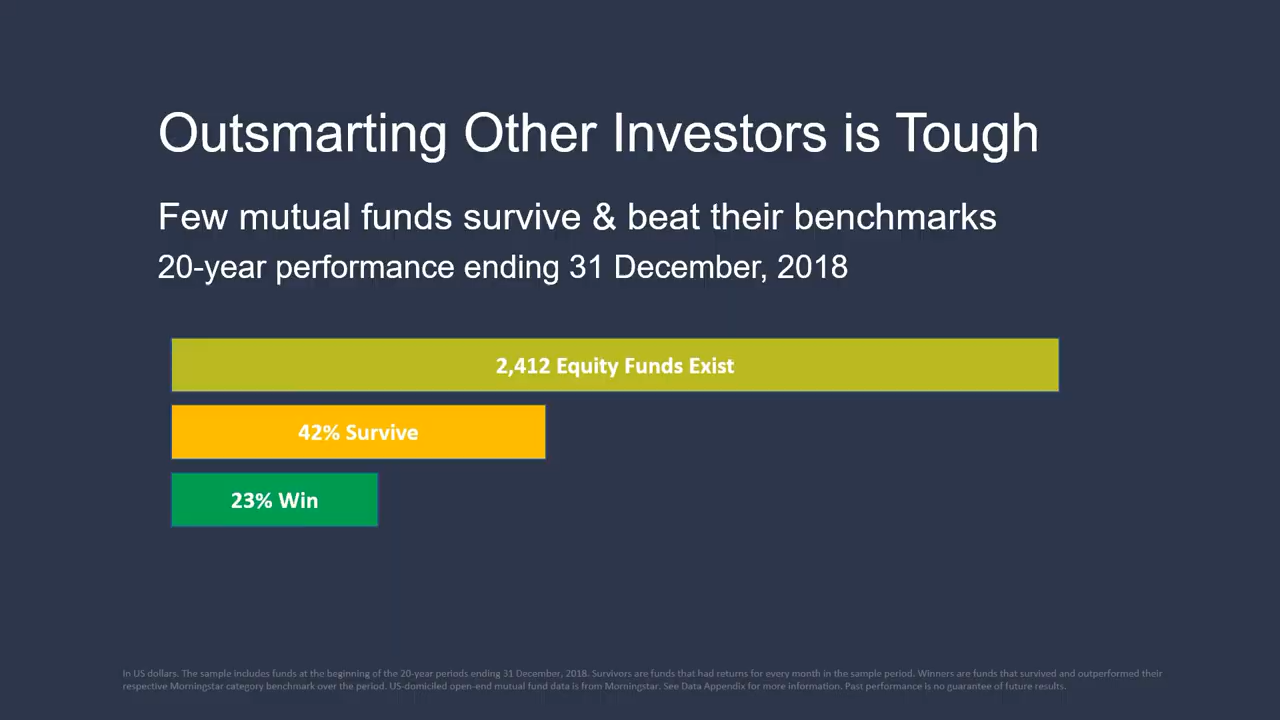 Outsmarting Other Investors is Tough
Few mutual funds survive & beat their benchmarks
20-year performance ending 31 December, 2018
2,412 Equity Funds Exist
42% Survive
23% Win
In US dollars. The sample includes funds at the beginning of the 20-year periods ending 31 December, 2018. Survivors are funds that had returns for every month in the sample period. Winners are funds that survived and outperformed their
respective Morningstar category benchmark over the period. US-domiciled open-end mutual fund data is from Morningstar. See Data Appendix for more information. Past performance is no guarantee of future results.